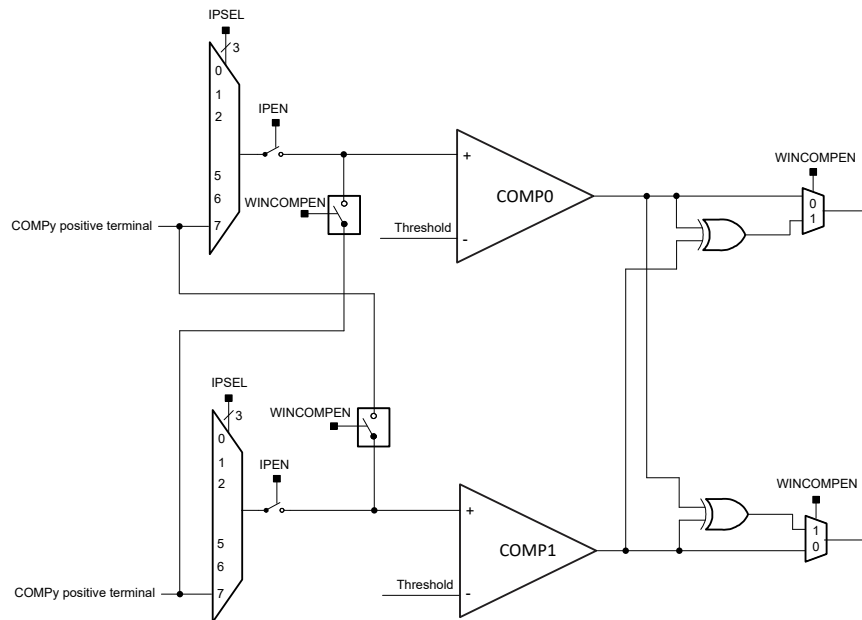 IPSEL
3
0
1
2
IPEN
5
6
7
COMPy positive terminal
WINCOMPEN
+
COMP0
Threshold
-
WINCOMPEN
0
1
IPSEL
3
0
1
2
IPEN
5
6
7
COMPy positive terminal
WINCOMPEN
+
COMP1
Threshold
-
WINCOMPEN
1
0